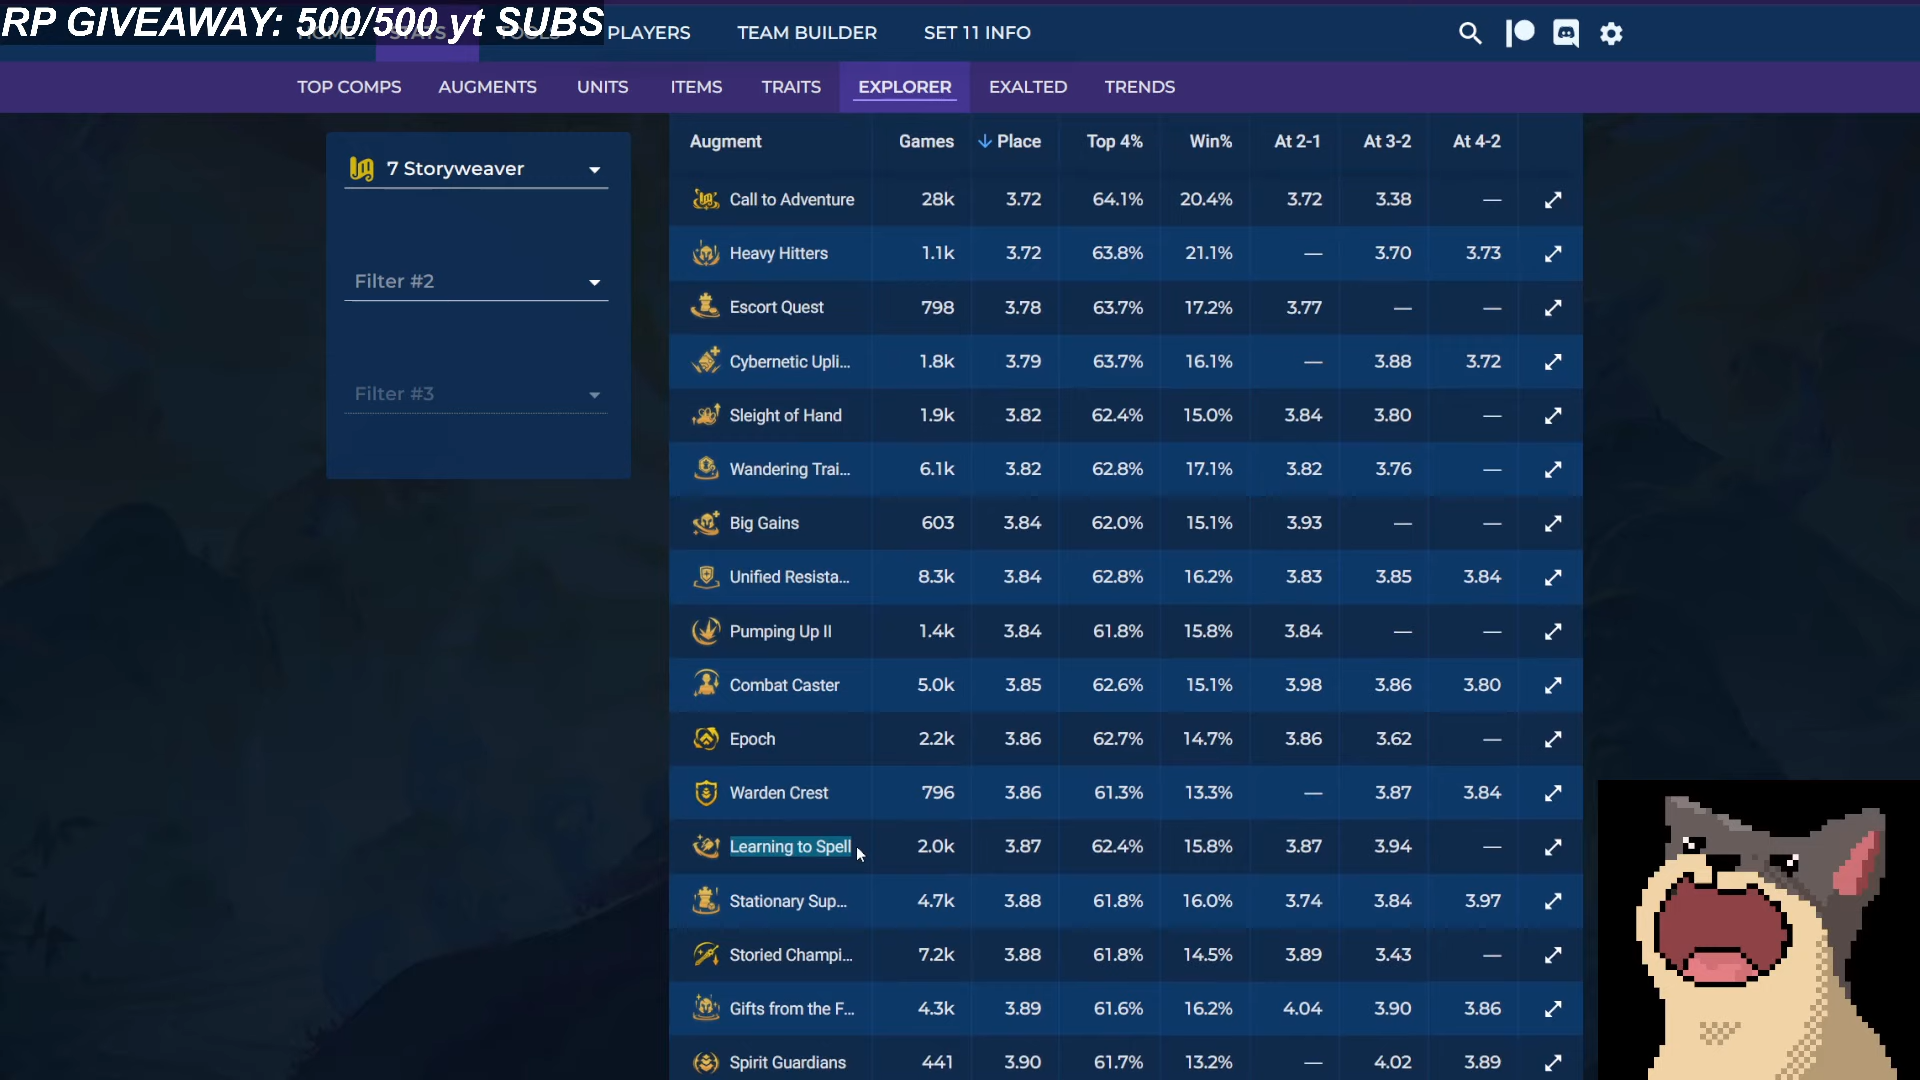 RP GIVEAWAY: 500/500 yt SUBS
HOME STATS TOOLS PLAYERS TEAM BUILDER SET 11 INFO
TOP COMPS AUGMENTS UNITS ITEMS TRAITS EXPLORER EXALTED TRENDS
7 Storyweaver
Filter #2
Filter #3
Augment Games Place Top 4% Win% At 2-1 At 3-2 At 4-2
Call to Adventure 28k 3.72 64.1% 20.4% 3.72 3.38 —
Heavy Hitters 1.1k 3.72 63.8% 21.1% — 3.70 3.73
Escort Quest 798 3.78 63.7% 17.2% 3.77 — —
Cybernetic Upli... 1.8k 3.79 63.7% 16.1% — 3.88 3.72
Sleight of Hand 1.9k 3.82 62.4% 15.0% 3.84 3.80 —
Wandering Trai... 6.1k 3.82 62.8% 17.1% 3.82 3.76 —
Big Gains 603 3.84 62.0% 15.1% 3.93 — —
Unified Resista... 8.3k 3.84 62.8% 16.2% 3.83 3.85 3.84
Pumping Up II 1.4k 3.84 61.8% 15.8% 3.84 — —
Combat Caster 5.0k 3.85 62.6% 15.1% 3.98 3.86 3.80
Epoch 2.2k 3.86 62.7% 14.7% 3.86 3.62 —
Warden Crest 796 3.86 61.3% 13.3% — 3.87 3.84
Learning to Spell 2.0k 3.87 62.4% 15.8% 3.87 3.94 —
Stationary Sup... 4.7k 3.88 61.8% 16.0% 3.74 3.84 3.97
Storied Champi... 7.2k 3.88 61.8% 14.5% 3.89 3.43 —
Gifts from the F... 4.3k 3.89 61.6% 16.2% 4.04 3.90 3.86
Spirit Guardians 441 3.90 61.7% 13.2% — 4.02 3.89